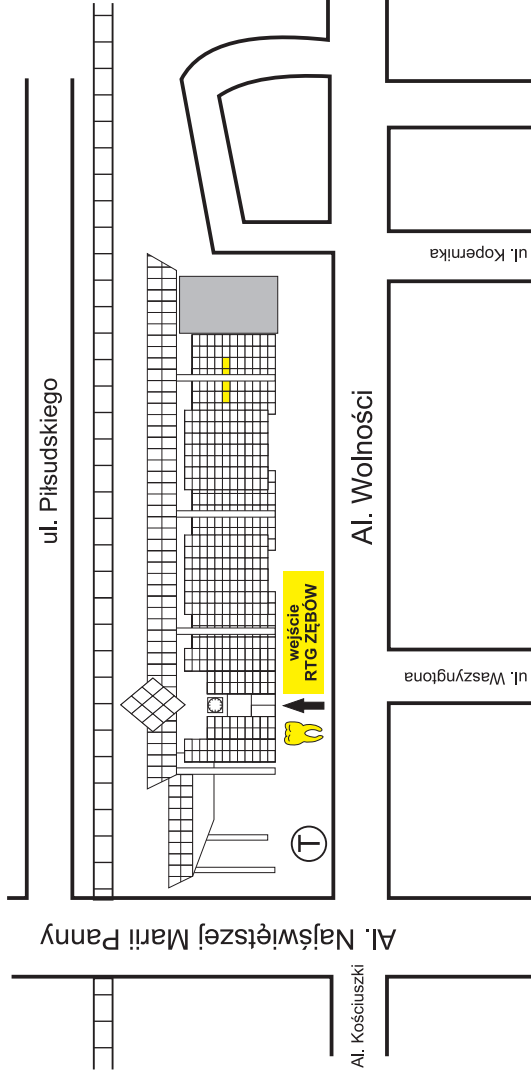 ul. Piłsudskiego
ul. Kopernika
Al. Wolności
wejście
RTG ZĘBÓW
ul. Waszyngtona
T
Al. Najświętszej Marii Panny
Al. Kościuszki